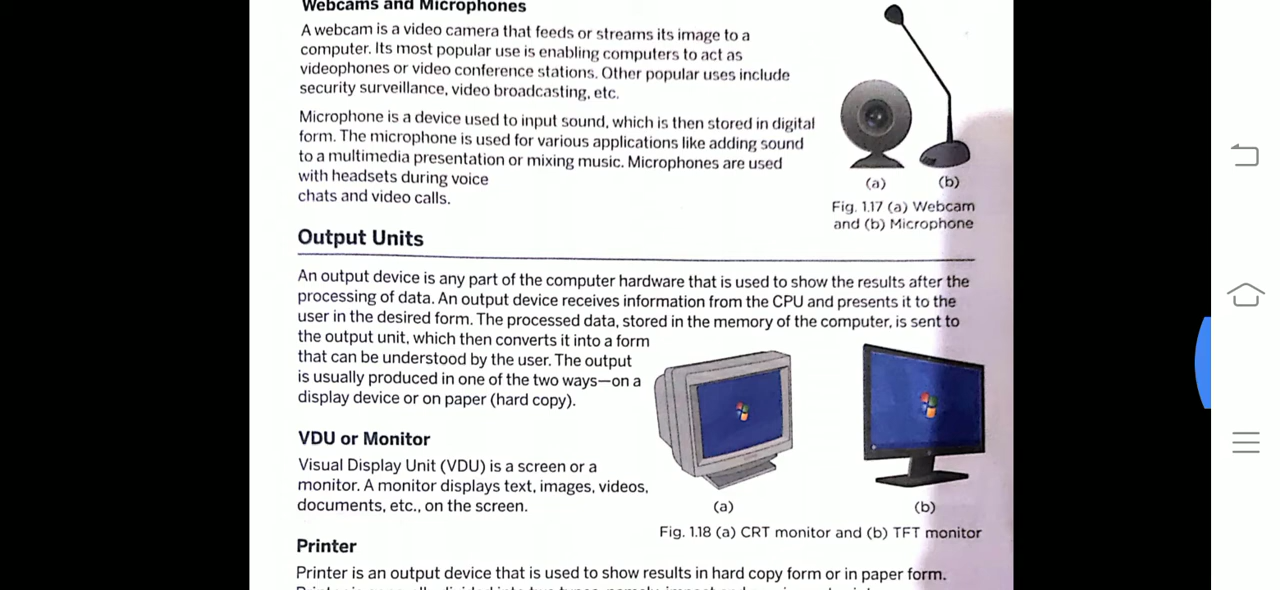 Webcams and Microphones
A webcam is a video camera that feeds or streams its image to a
computer. Its most popular use is enabling computers to act as
videophones or video conference stations. Other popular uses include
security surveillance, video broadcasting, etc.
Microphone is a device used to input sound, which is then stored in digital
form. The microphone is used for various applications like adding sound
to a multimedia presentation or mixing music. Microphones are used
with headsets during voice
chats and video calls.
(a) (b)
Fig. 1.17 (a) Webcam
and (b) Microphone
Output Units
An output device is any part of the computer hardware that is used to show the results after the
processing of data. An output device receives information from the CPU and presents it to the
user in the desired form. The processed data, stored in the memory of the computer, is sent to
the output unit, which then converts it into a form
that can be understood by the user. The output
is usually produced in one of the two ways—on a
display device or on paper (hard copy).
VDU or Monitor
Visual Display Unit (VDU) is a screen or a
monitor. A monitor displays text, images, videos,
documents, etc., on the screen.
(a) (b)
Fig. 1.18 (a) CRT monitor and (b) TFT monitor
Printer
Printer is an output device that is used to show results in hard copy form or in paper form.